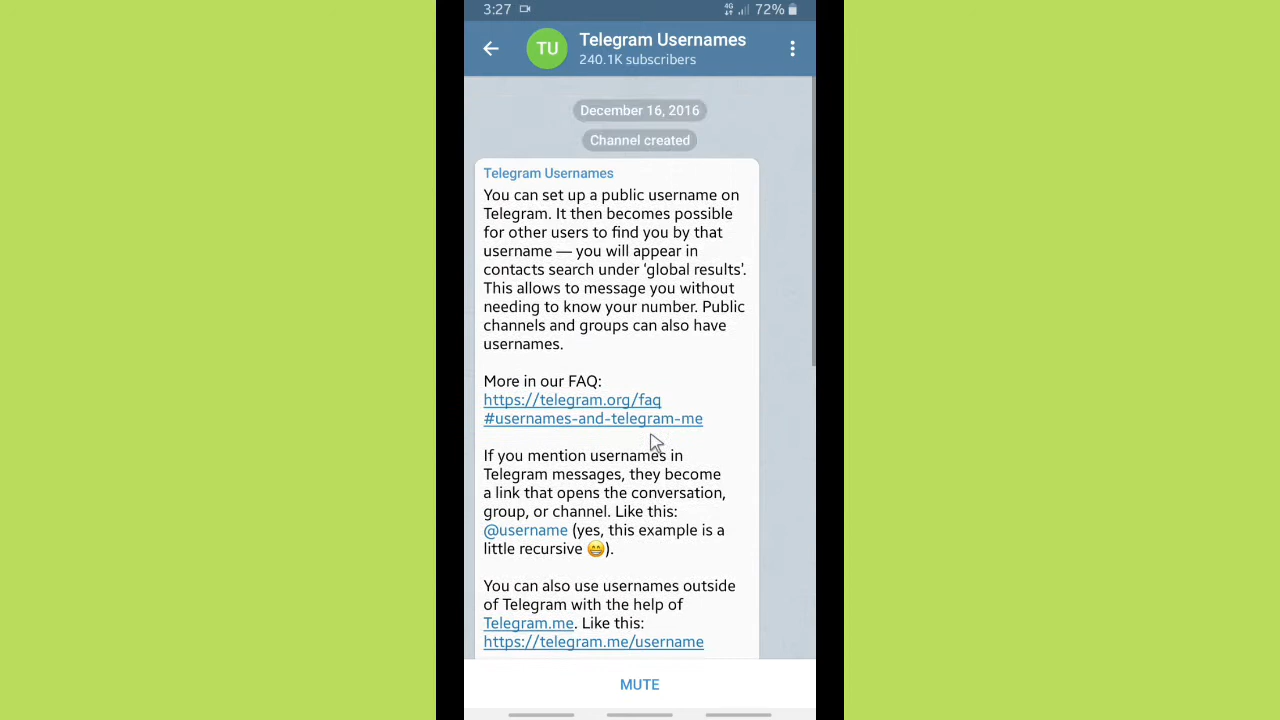 3:27 4G 72%
TU Telegram Usernames
240.1K subscribers
December 16, 2016
Channel created
Telegram Usernames
You can set up a public username on
Telegram. It then becomes possible
for other users to find you by that
username — you will appear in
contacts search under ‘global results’.
This allows to message you without
needing to know your number. Public
channels and groups can also have
usernames.
More in our FAQ:
https://telegram.org/faq
#usernames-and-telegram-me
If you mention usernames in
Telegram messages, they become
a link that opens the conversation,
group, or channel. Like this:
@username (yes, this example is a
little recursive 😁).
You can also use usernames outside
of Telegram with the help of
Telegram.me. Like this:
https://telegram.me/username
MUTE